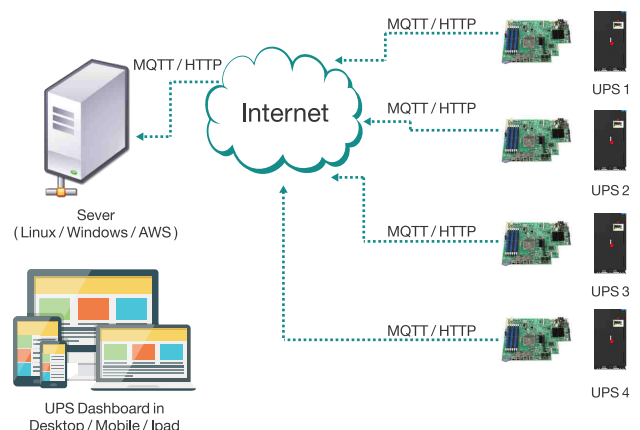 MQTT / HTTP
UPS 1
MQTT / HTTP
Internet
MQTT / HTTP
UPS 2
Sever
( Linux / Windows / AWS )
MQTT / HTTP
UPS 3
MQTT / HTTP
UPS 4
UPS Dashboard in
Desktop / Mobile / Ipad